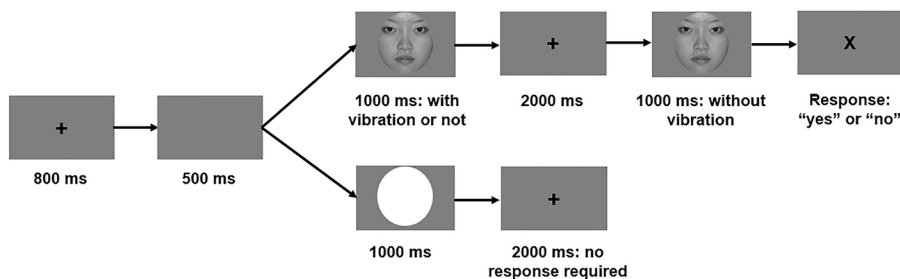 +
800 ms
500 ms
1000 ms: with
vibration or not
+
2000 ms
1000 ms: without
vibration
X
Response:
“yes” or “no”
1000 ms
+
2000 ms: no
response required